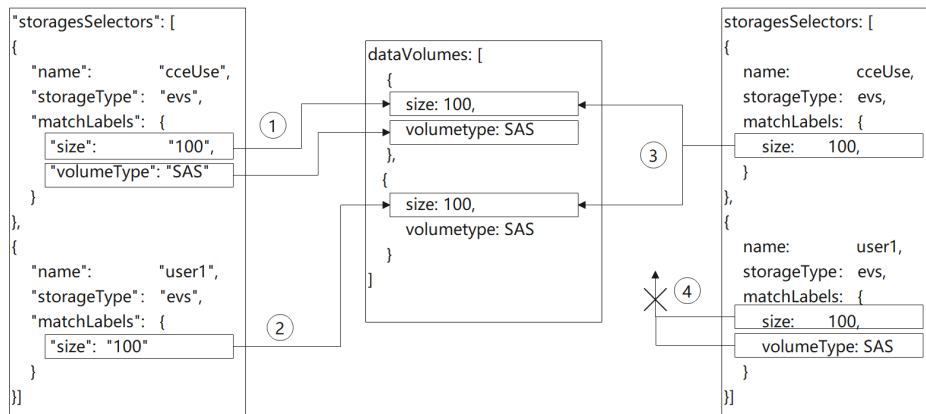 "storagesSelectors": [
{
"name": "cceUse",
"storageType": "evs",
"matchLabels": {
"size": "100",
"volumeType": "SAS"
}
},
{
"name": "user1",
"storageType": "evs",
"matchLabels": {
"size": "100"
}
}]
1
2
dataVolumes: [
{
size: 100,
volumetype: SAS
},
{
size: 100,
volumetype: SAS
}
]
3
4
storagesSelectors: [
{
name: cceUse,
storageType: evs,
matchLabels: {
size: 100,
}
},
{
name: user1,
storageType: evs,
matchLabels: {
size: 100,
volumeType: SAS
}
}]